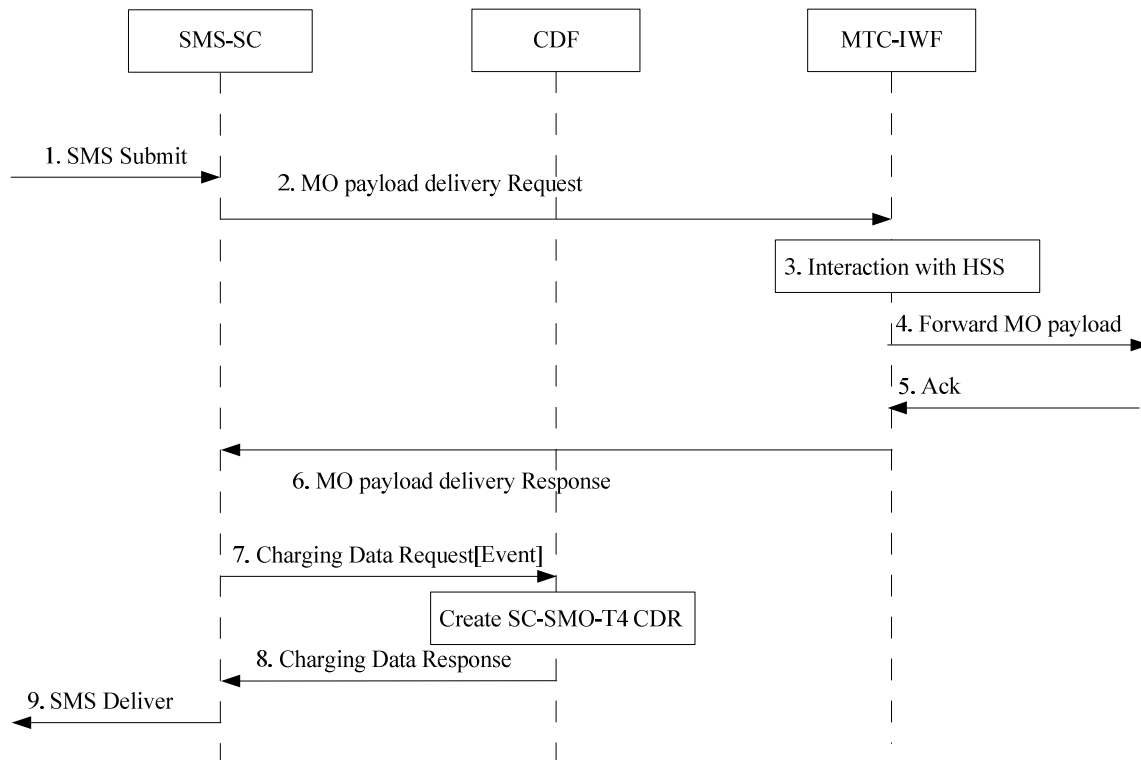 SMS-SC
CDF
MTC-IWF
1. SMS Submit
2. MO payload delivery Request
3. Interaction with HSS
4. Forward MO payload
5. Ack
6. MO payload delivery Response
7. Charging Data Request[Event]
Create SC-SMO-T4 CDR
8. Charging Data Response
9. SMS Deliver